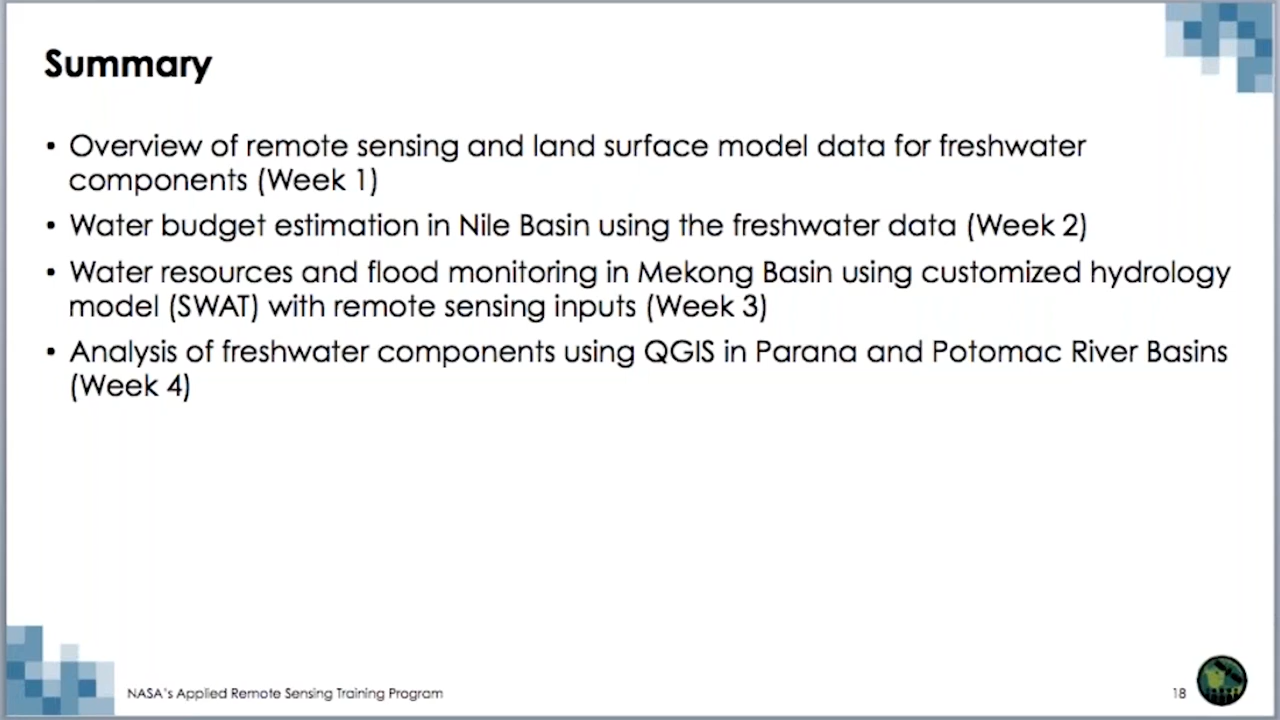 Summary
• Overview of remote sensing and land surface model data for freshwater
components (Week 1)
• Water budget estimation in Nile Basin using the freshwater data (Week 2)
• Water resources and flood monitoring in Mekong Basin using customized hydrology
model (SWAT) with remote sensing inputs (Week 3)
• Analysis of freshwater components using QGIS in Parana and Potomac River Basins
(Week 4)
NASA's Applied Remote Sensing Training Program
18